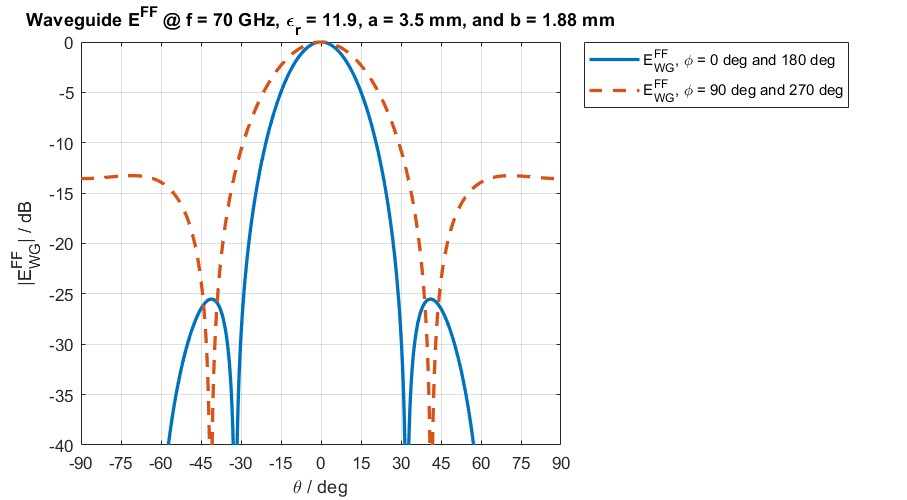 Waveguide E^FF @ f = 70 GHz, ϵ_r = 11.9, a = 3.5 mm, and b = 1.88 mm
E^FF_WG, ϕ = 0 deg and 180 deg
E^FF_WG, ϕ = 90 deg and 270 deg
|E^FF_WG| / dB
0
-5
-10
-15
-20
-25
-30
-35
-40
-90 -75 -60 -45 -30 -15 0 15 30 45 60 75 90
θ / deg